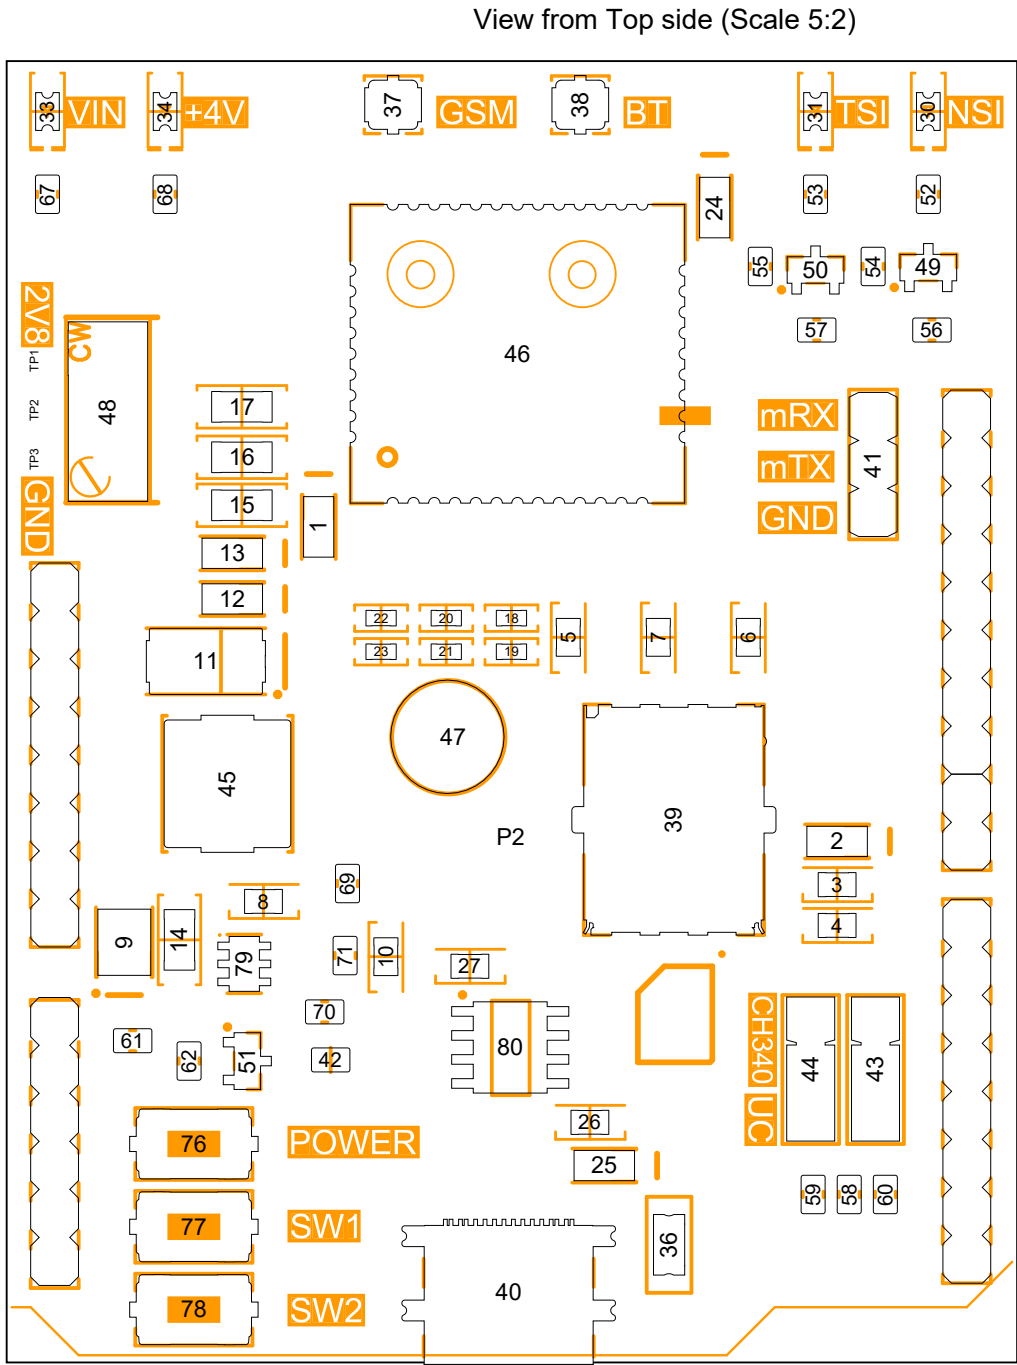 View from Top side (Scale 5:2)
33 VIN 34 +4V 37 GSM 38 BT 31 TSI 30 NSI
67 68 53 52
24
55 50 54 49
57 56
2V8
CW
TP1
TP2
TP3
GND
48
46
17
16
15
1
13
12
11
mRX
mTX
GND
41
22 20 18
23 21 19
5 7 6
45
47
P2
39
2
3
4
69
8
9 14 79 71 10 27
70
61 62 51 42
80
CH340
UC
44 43
26
25
59 58 60
76 POWER
77 SW1
78 SW2
40
36